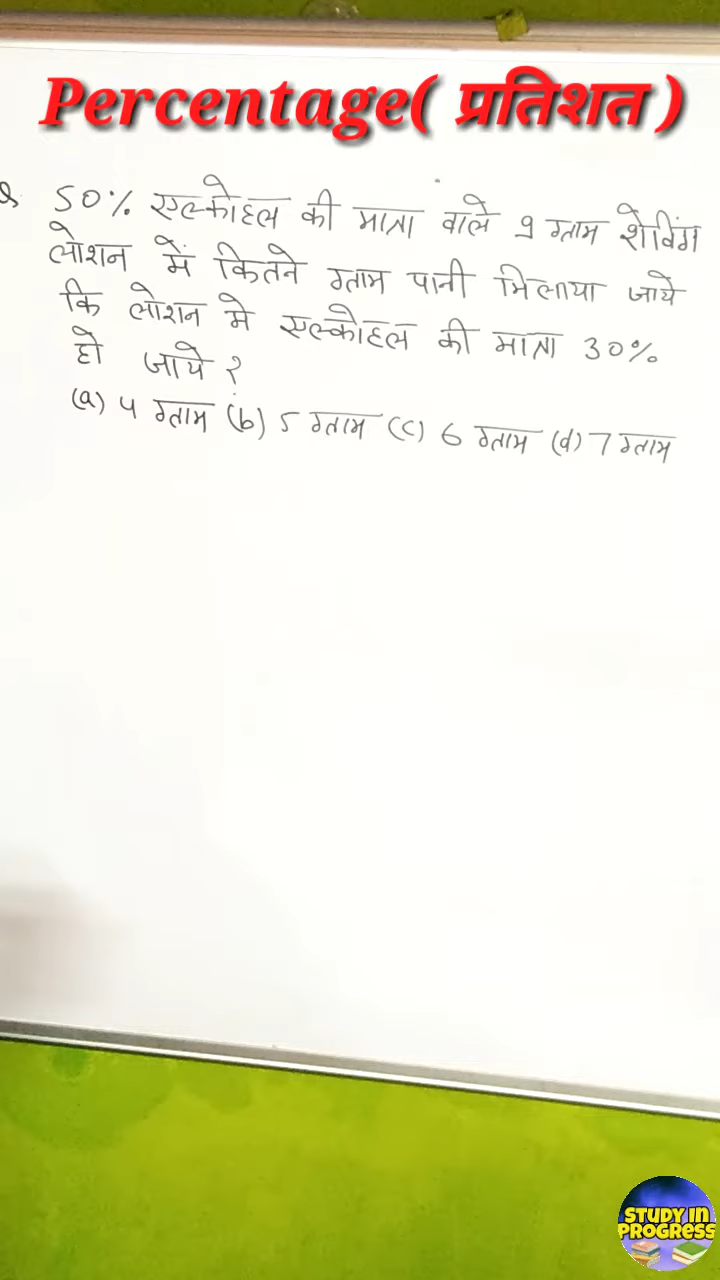 Percentage( प्रतिशत )
Q 50% एल्कोहल की मात्रा वाले 9 ग्राम शेविंग
लोशन में कितने ग्राम पानी मिलाया जाये
कि लोशन मे एल्कोहल की मात्रा 30%
हो जाये ?
(a) 4 ग्राम (b) 5 ग्राम (c) 6 ग्राम (d) 7 ग्राम
STUDY IN
PROGRESS